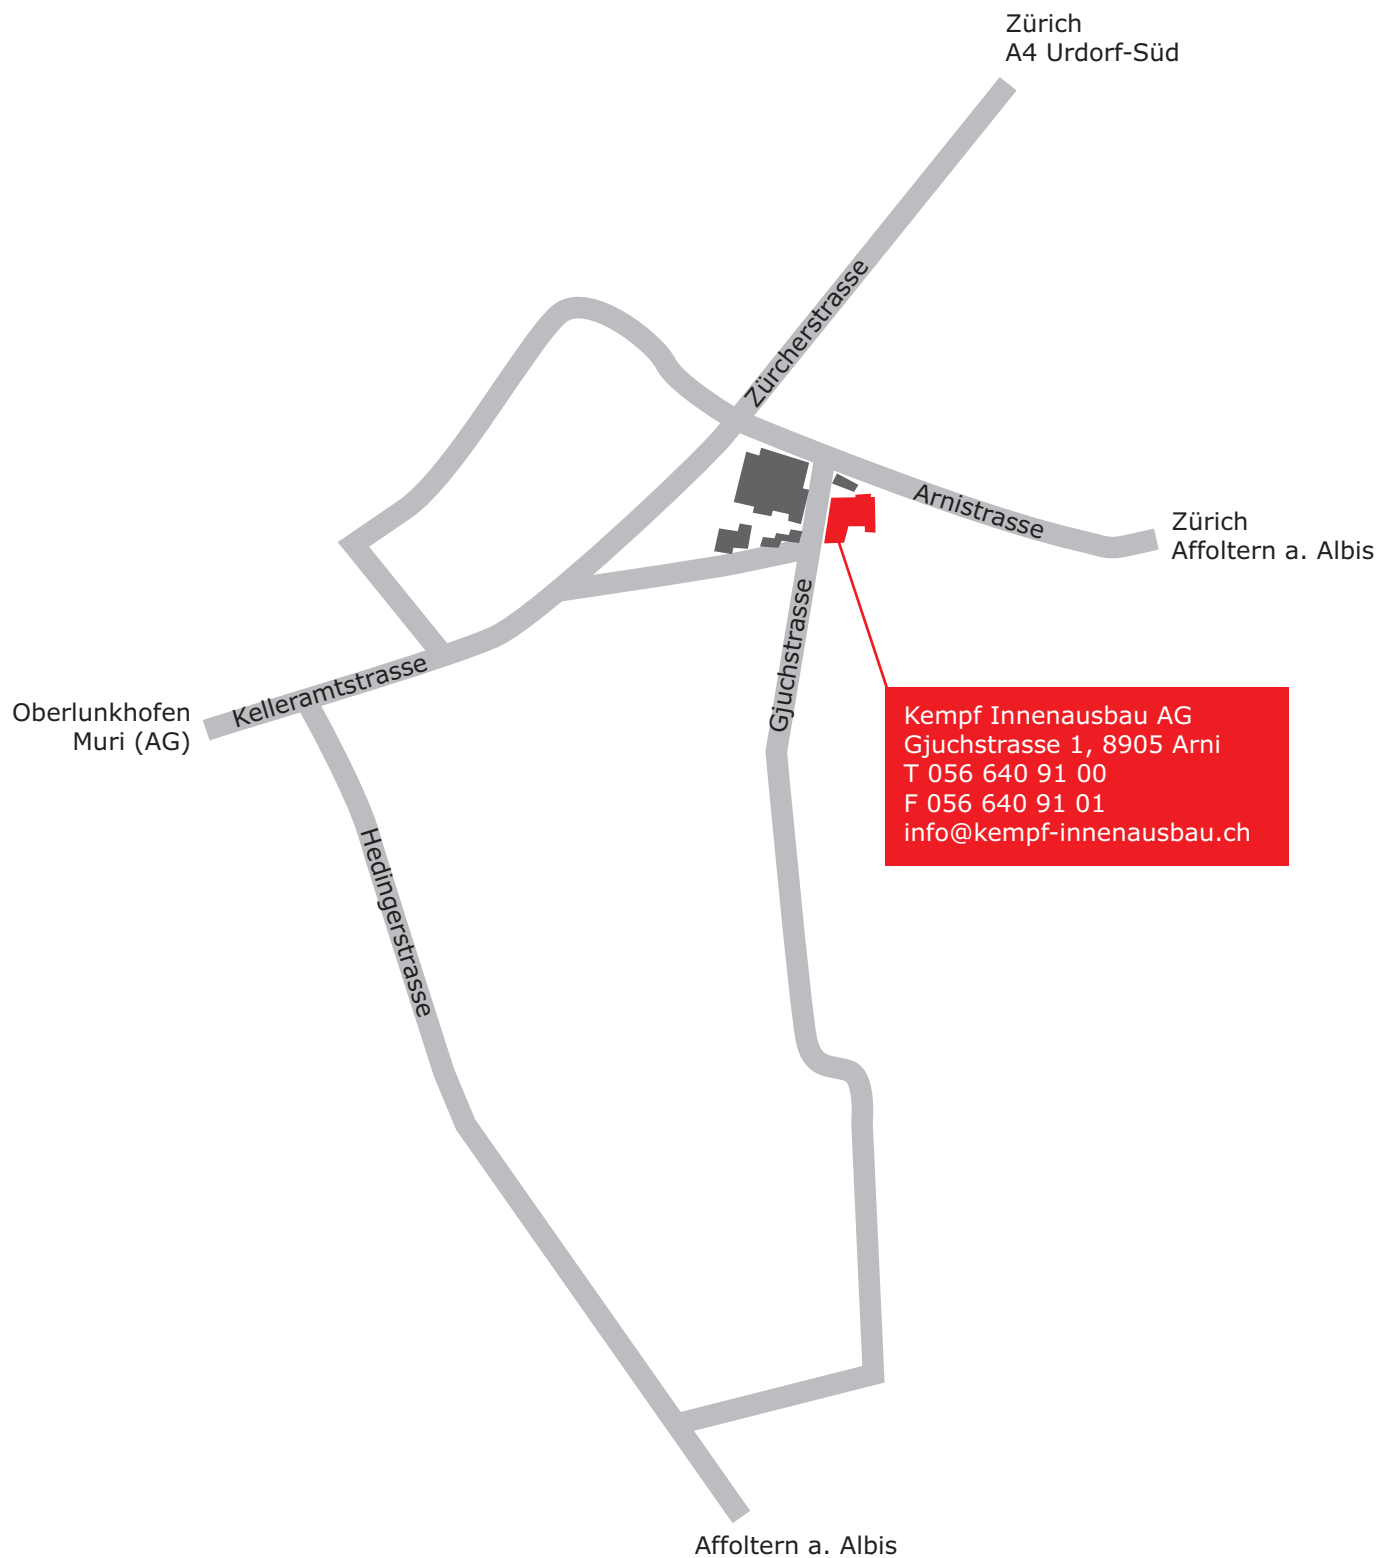 Zürich
A4 Urdorf-Süd
Zürcherstrasse
Arnistrasse
Zürich
Affoltern a. Albis
Gjuchstrasse
Kelleramtstrasse
Oberlunkhofen
Muri (AG)
Kempf Innenausbau AG
Gjuchstrasse 1, 8905 Arni
T 056 640 91 00
F 056 640 91 01
info@kempf-innenausbau.ch
Hedingerstrasse
Affoltern a. Albis